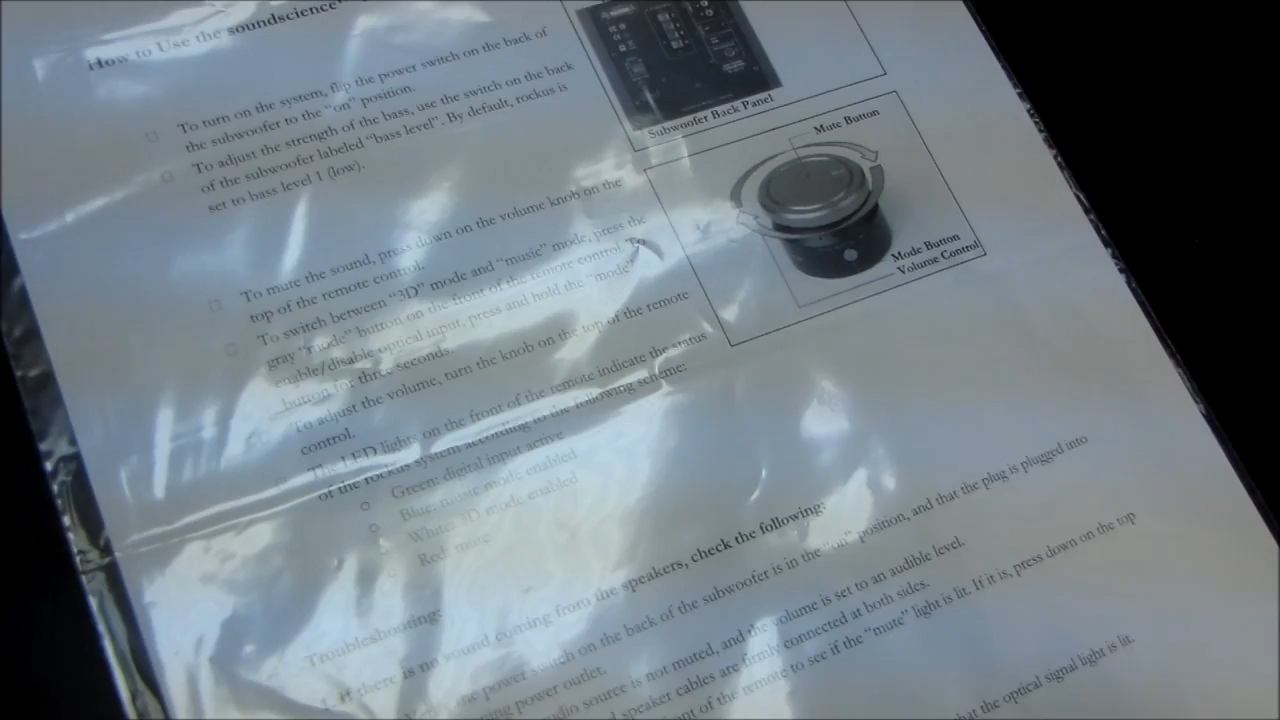 How to Use the soundscience
To turn on the system, flip the power switch on the back of
the subwoofer to the "on" position.
To adjust the strength of the bass, use the switch on the back
of the subwoofer labeled "bass level". By default, rockus is
set to bass level 1 (low).
To mute the sound, press down on the volume knob on the
top of the remote control.
To switch between "3D" mode and "music" mode, press the
gray "mode" button on the front of the remote control. To
enable/disable optical input, press and hold the "mode"
button for three seconds.
To adjust the volume, turn the knob on the top of the remote
control.
The LED lights on the front of the remote indicate the status
of the rockus system according to the following scheme:
Green: digital input active
Blue: music mode enabled
White: 3D mode enabled
Red: mute
Subwoofer Back Panel
Mute Button
Mode Button
Volume Control
Troubleshooting:
1. If there is no sound coming from the speakers, check the following:
the power switch on the back of the subwoofer is in the "on" position, and that the plug is plugged into
power outlet.
audio source is not muted, and the volume is set to an audible level.
speaker cables are firmly connected at both sides.
front of the remote to see if the "mute" light is lit. If it is, press down on the top
that the optical signal light is lit.